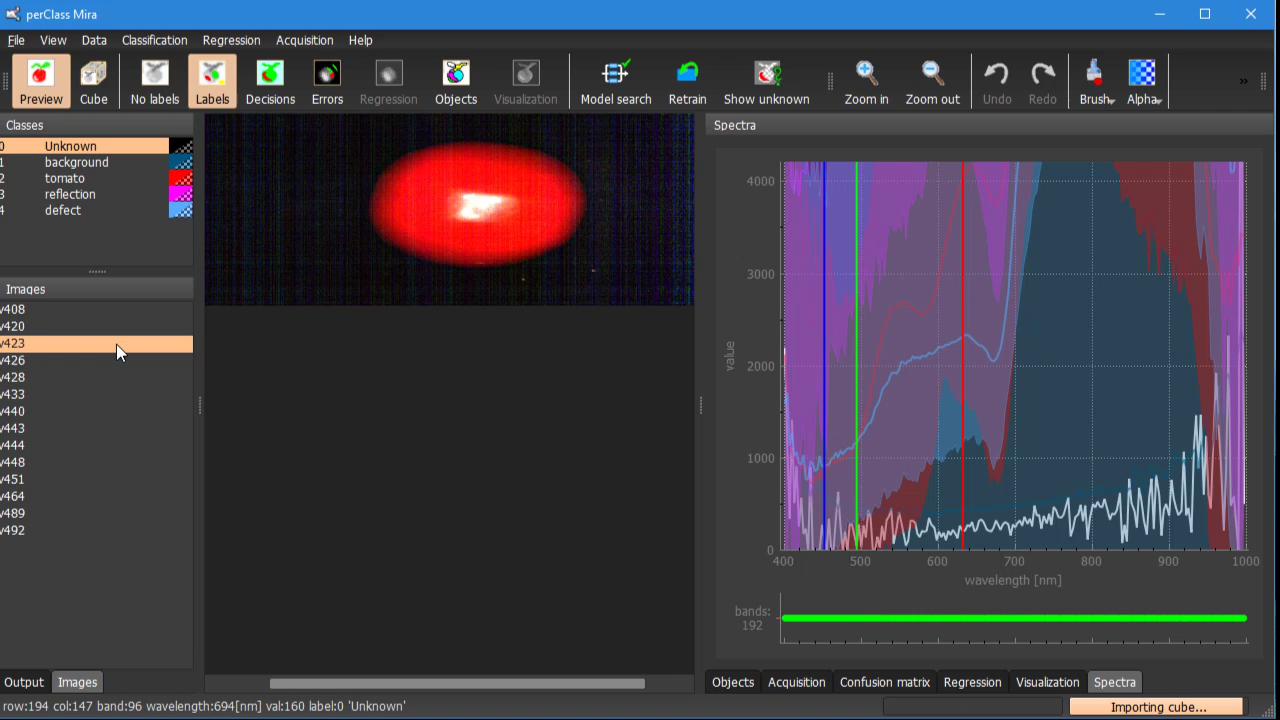 perClass Mira
File View Data Classification Regression Acquisition Help
Preview Cube No labels Labels Decisions Errors Regression Objects Visualization Model search Retrain Show unknown Zoom in Zoom out Undo Redo Brush Alpha »
Classes
0 Unknown
1 background
2 tomato
3 reflection
4 defect
Images
v408
v420
v423
v426
v428
v433
v440
v443
v444
v448
v451
v464
v489
v492
Output Images
Spectra
4000
3000
2000
1000
0
value
400 500 600 700 800 900 1000
wavelength [nm]
bands:
192
Objects Acquisition Confusion matrix Regression Visualization Spectra
row:194 col:147 band:96 wavelength:694[nm] val:160 label:0 'Unknown'
Importing cube...